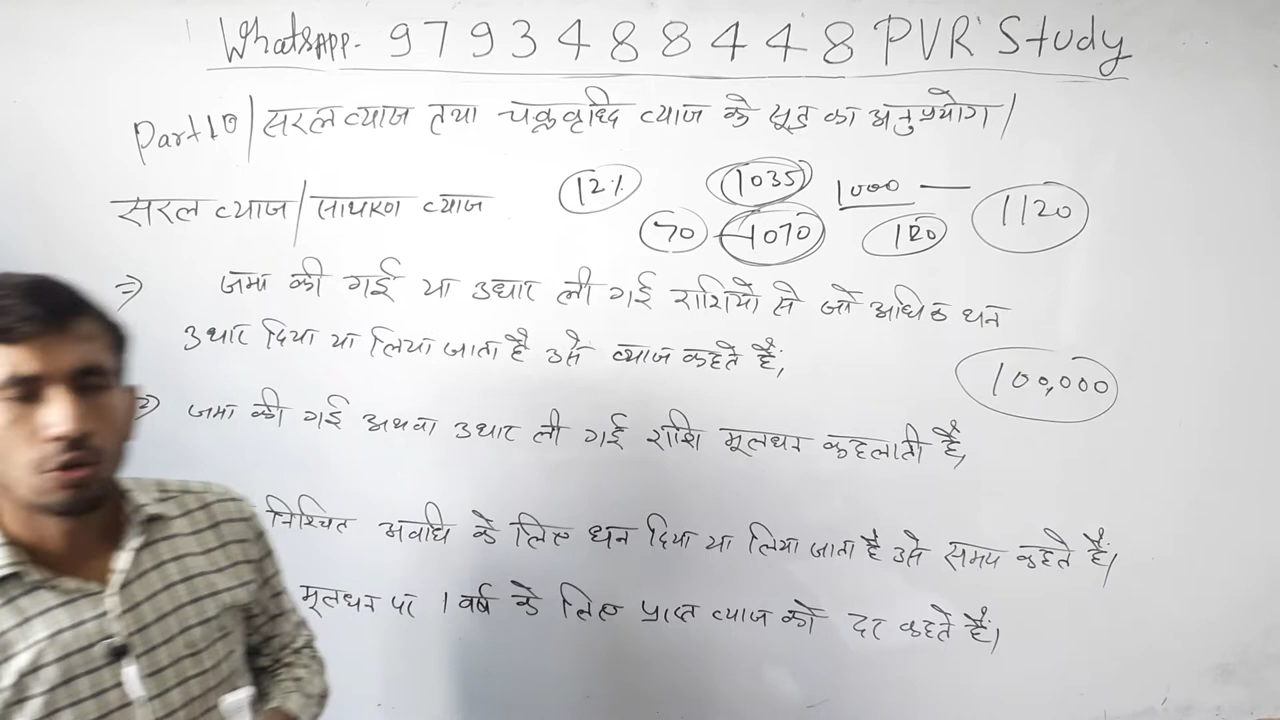 WhatsAPP- 9793488448 PVR Study
Part 10 | सरल व्याज तथा चक्रवृध्दि व्याज के सूत्र का अनुप्रयोग |
सरल व्याज | साधारण व्याज 12% 1035 1000 — 1120
70 — 1070 120
⇒ जमा की गई या उधार ली गई राशियो से जो अधिक धन
उधार दिया या लिया जाता है उसे व्याज कहते हैं;
100,000
2) जमा की गई अथवा उधार ली गई राशि मूलधन कहलाती है,
निश्चित अवधि के लिए धन दिया या लिया जाता है उसे समय कहते हैं।
मूलधन पर 1 वर्ष के लिए प्राप्त व्याज को दर कहते हैं।